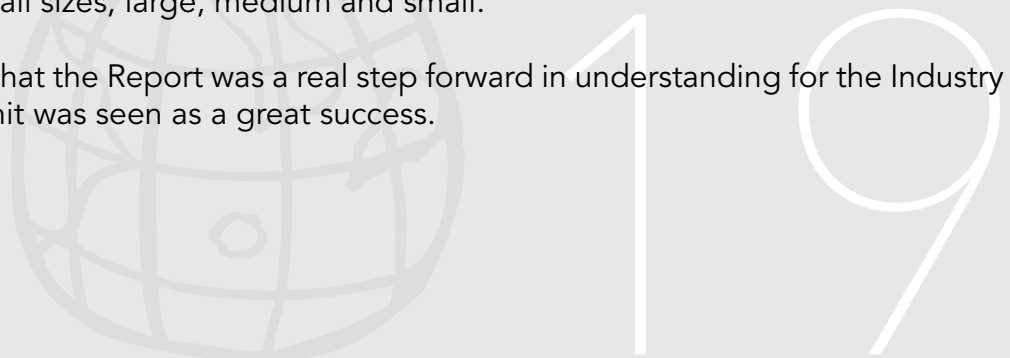 all sizes, large, medium and small.
hat the Report was a real step forward in understanding for the Industry
it was seen as a great success.
19